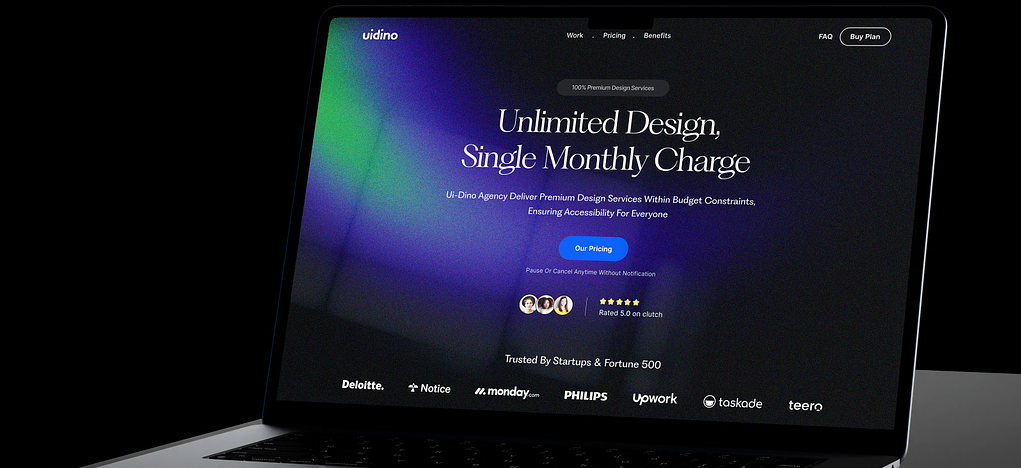 uidino
Work . Pricing . Benefits
FAQ
Buy Plan
100% Premium Design Services
Unlimited Design,
Single Monthly Charge
Ui-Dino Agency Deliver Premium Design Services Within Budget Constraints,
Ensuring Accessibility For Everyone
Our Pricing
Pause Or Cancel Anytime Without Notification
Rated 5.0 on clutch
Trusted By Startups & Fortune 500
Deloitte.
Notice
monday.com
PHILIPS
Upwork
taskade
teero